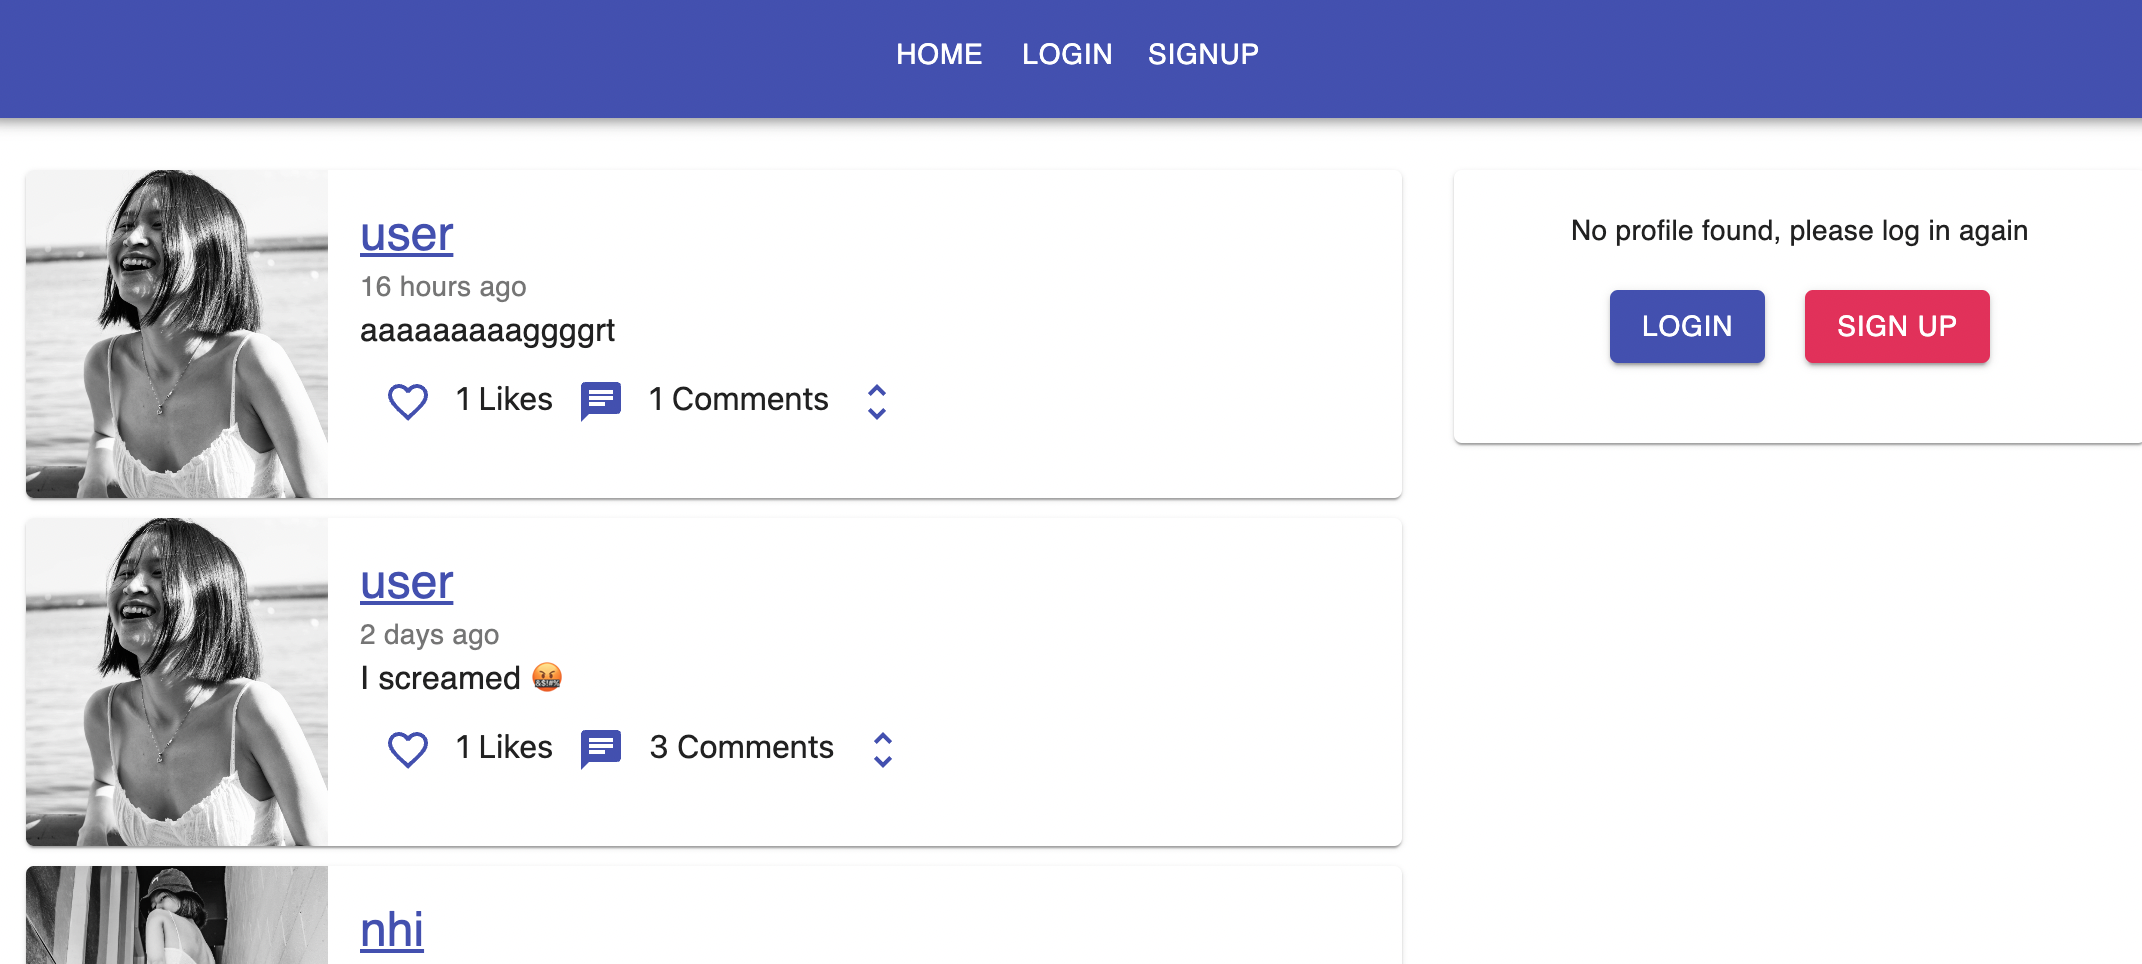 HOME LOGIN SIGNUP
user
16 hours ago
aaaaaaaaaggggrt
1 Likes 1 Comments
No profile found, please log in again
LOGIN SIGN UP
user
2 days ago
I screamed 🤬
1 Likes 3 Comments
nhi